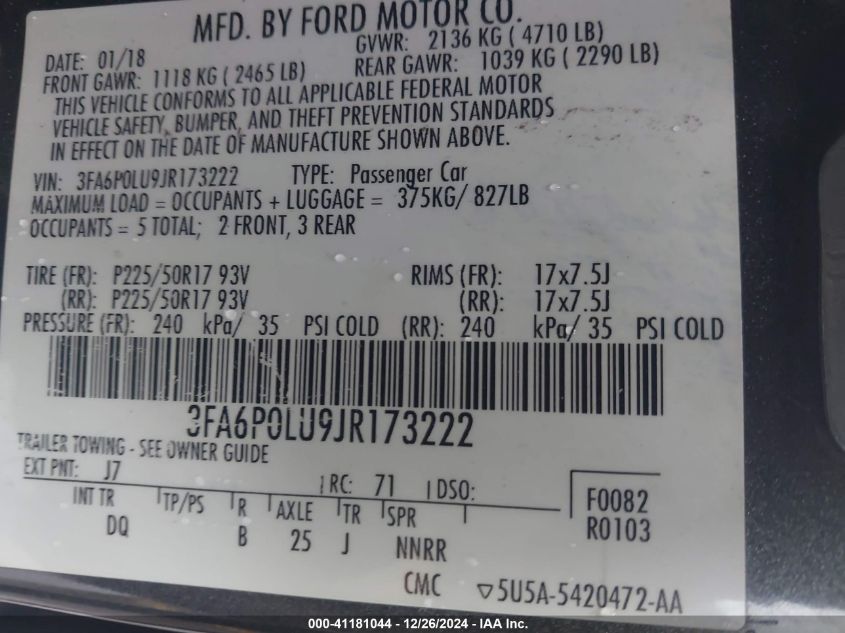 MFD. BY FORD MOTOR CO.
DATE: 01/18 GVWR: 2136 KG ( 4710 LB)
FRONT GAWR: 1118 KG ( 2465 LB) REAR GAWR: 1039 KG ( 2290 LB)
THIS VEHICLE CONFORMS TO ALL APPLICABLE FEDERAL MOTOR
VEHICLE SAFETY, BUMPER, AND THEFT PREVENTION STANDARDS
IN EFFECT ON THE DATE OF MANUFACTURE SHOWN ABOVE.
VIN: 3FA6P0LU9JR173222 TYPE: Passenger Car
MAXIMUM LOAD = OCCUPANTS + LUGGAGE = 375KG/ 827LB
OCCUPANTS = 5 TOTAL; 2 FRONT, 3 REAR
TIRE (FR): P225/50R17 93V RIMS (FR): 17x7.5J
(RR): P225/50R17 93V (RR): 17x7.5J
PRESSURE (FR): 240 kPa/ 35 PSI COLD (RR): 240 kPa/ 35 PSI COLD
3FA6P0LU9JR173222
TRAILER TOWING - SEE OWNER GUIDE
EXT PNT: J7 RC: 71 DSO:
INT TR TP/PS R AXLE TR SPR F0082
DQ B 25 J NNRR R0103
CMC ▽5U5A-5420472-AA
000-41181044 - 12/26/2024 - IAA Inc.